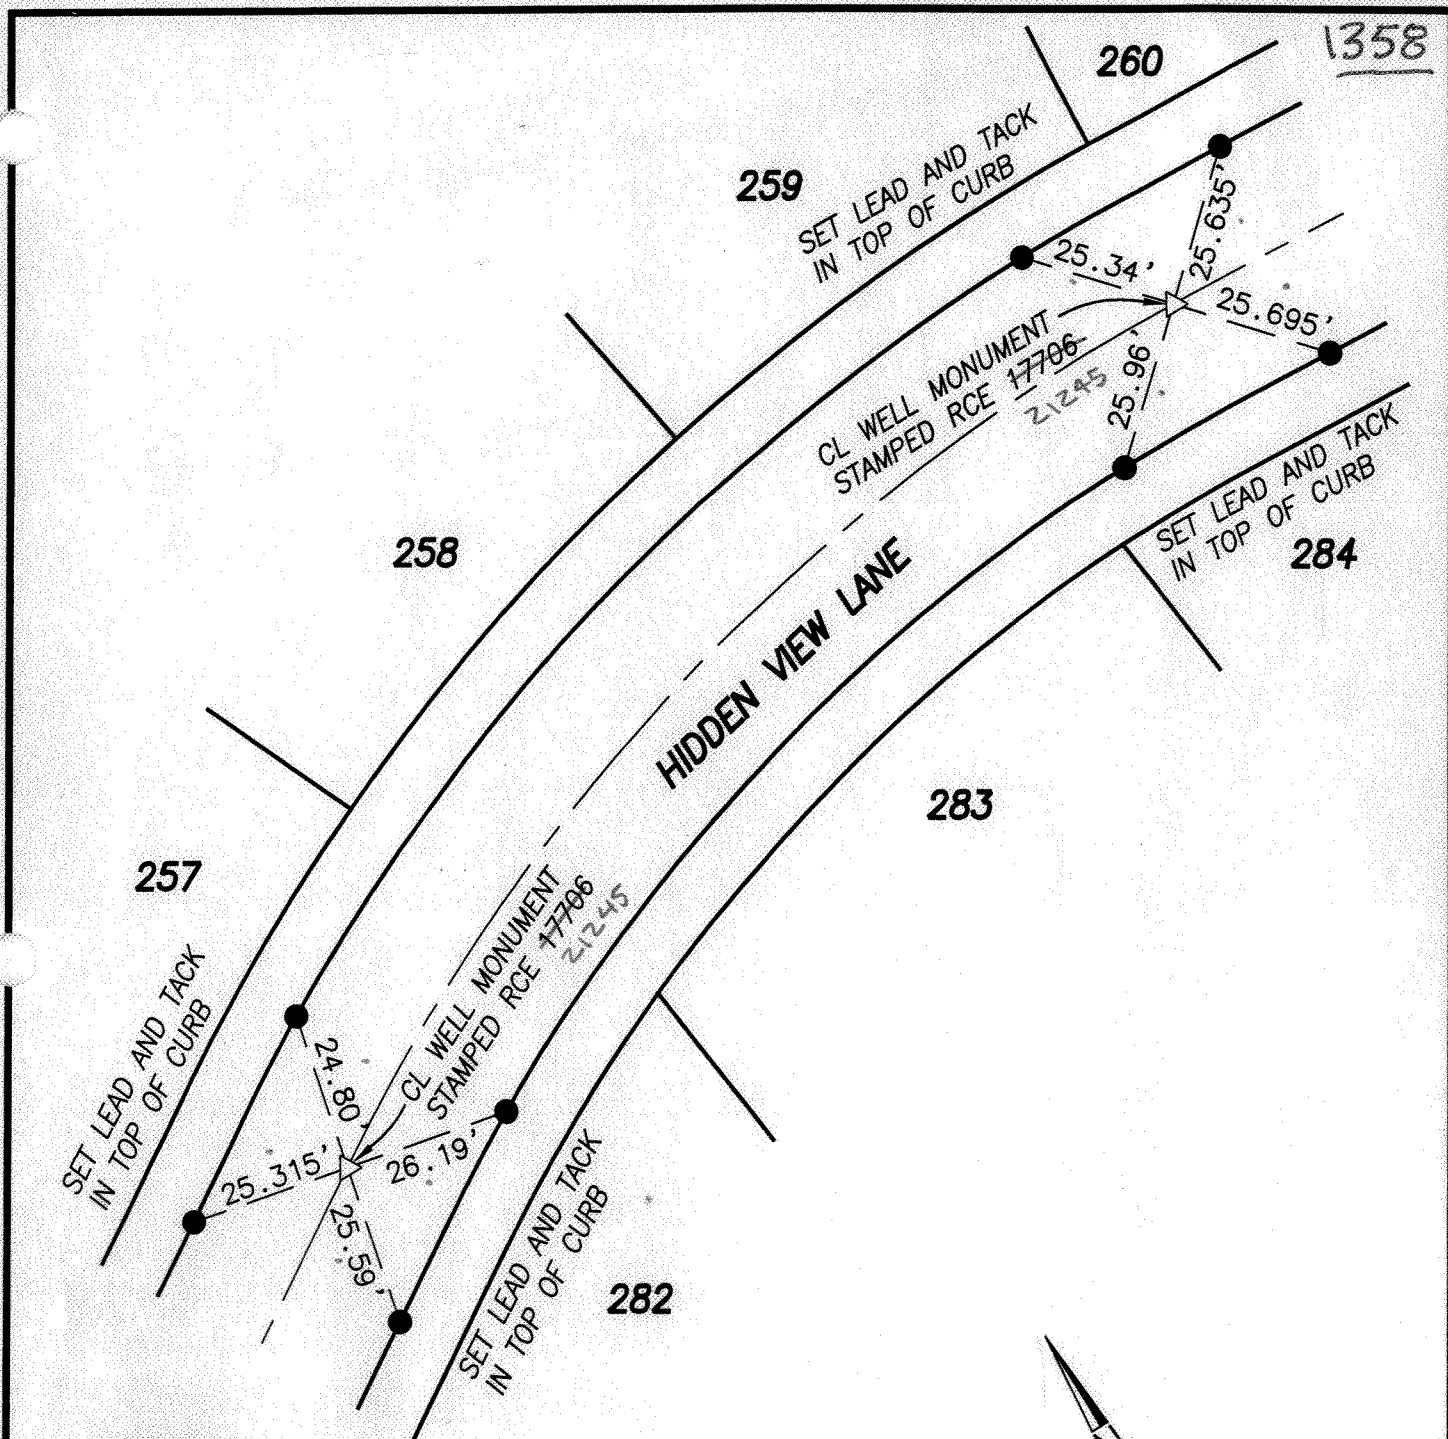 1358
260
259
SET LEAD AND TACK
IN TOP OF CURB
25.635'
25.34'
25.695'
CL WELL MONUMENT
STAMPED RCE 17706
21245
25.96'
SET LEAD AND TACK
IN TOP OF CURB
284
258
HIDDEN VIEW LANE
283
257
CL WELL MONUMENT
STAMPED RCE 17706
21245
SET LEAD AND TACK
IN TOP OF CURB
24.80'
26.19'
25.315'
25.59'
SET LEAD AND TACK
IN TOP OF CURB
282